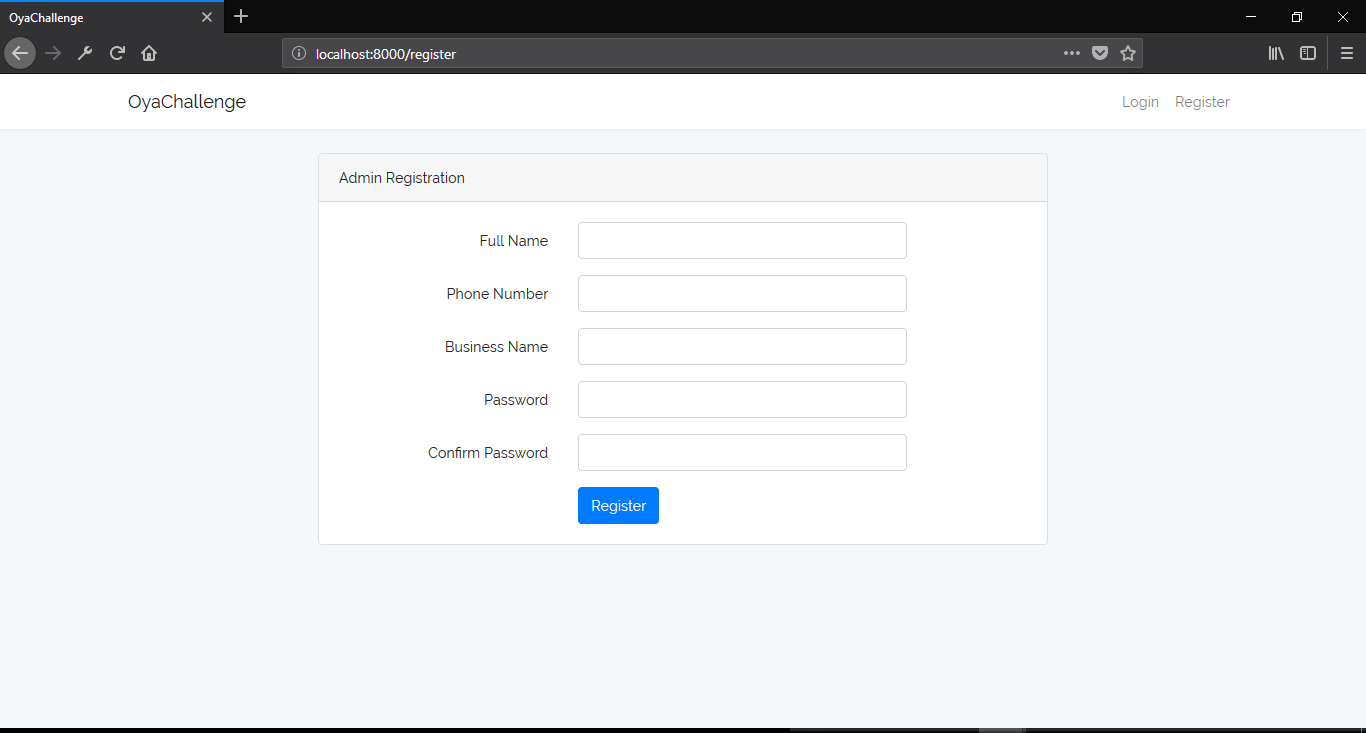 OyaChallenge
localhost:8000/register
OyaChallenge Login Register
Admin Registration
Full Name
Phone Number
Business Name
Password
Confirm Password
Register